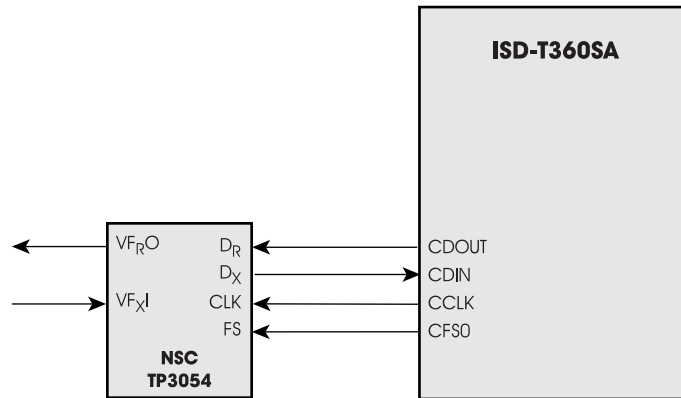 ISD-T360SA
VFRO
DR
CDOUT
DX
CDIN
VFXI
CLK
CCLK
FS
CFS0
NSC
TP3054